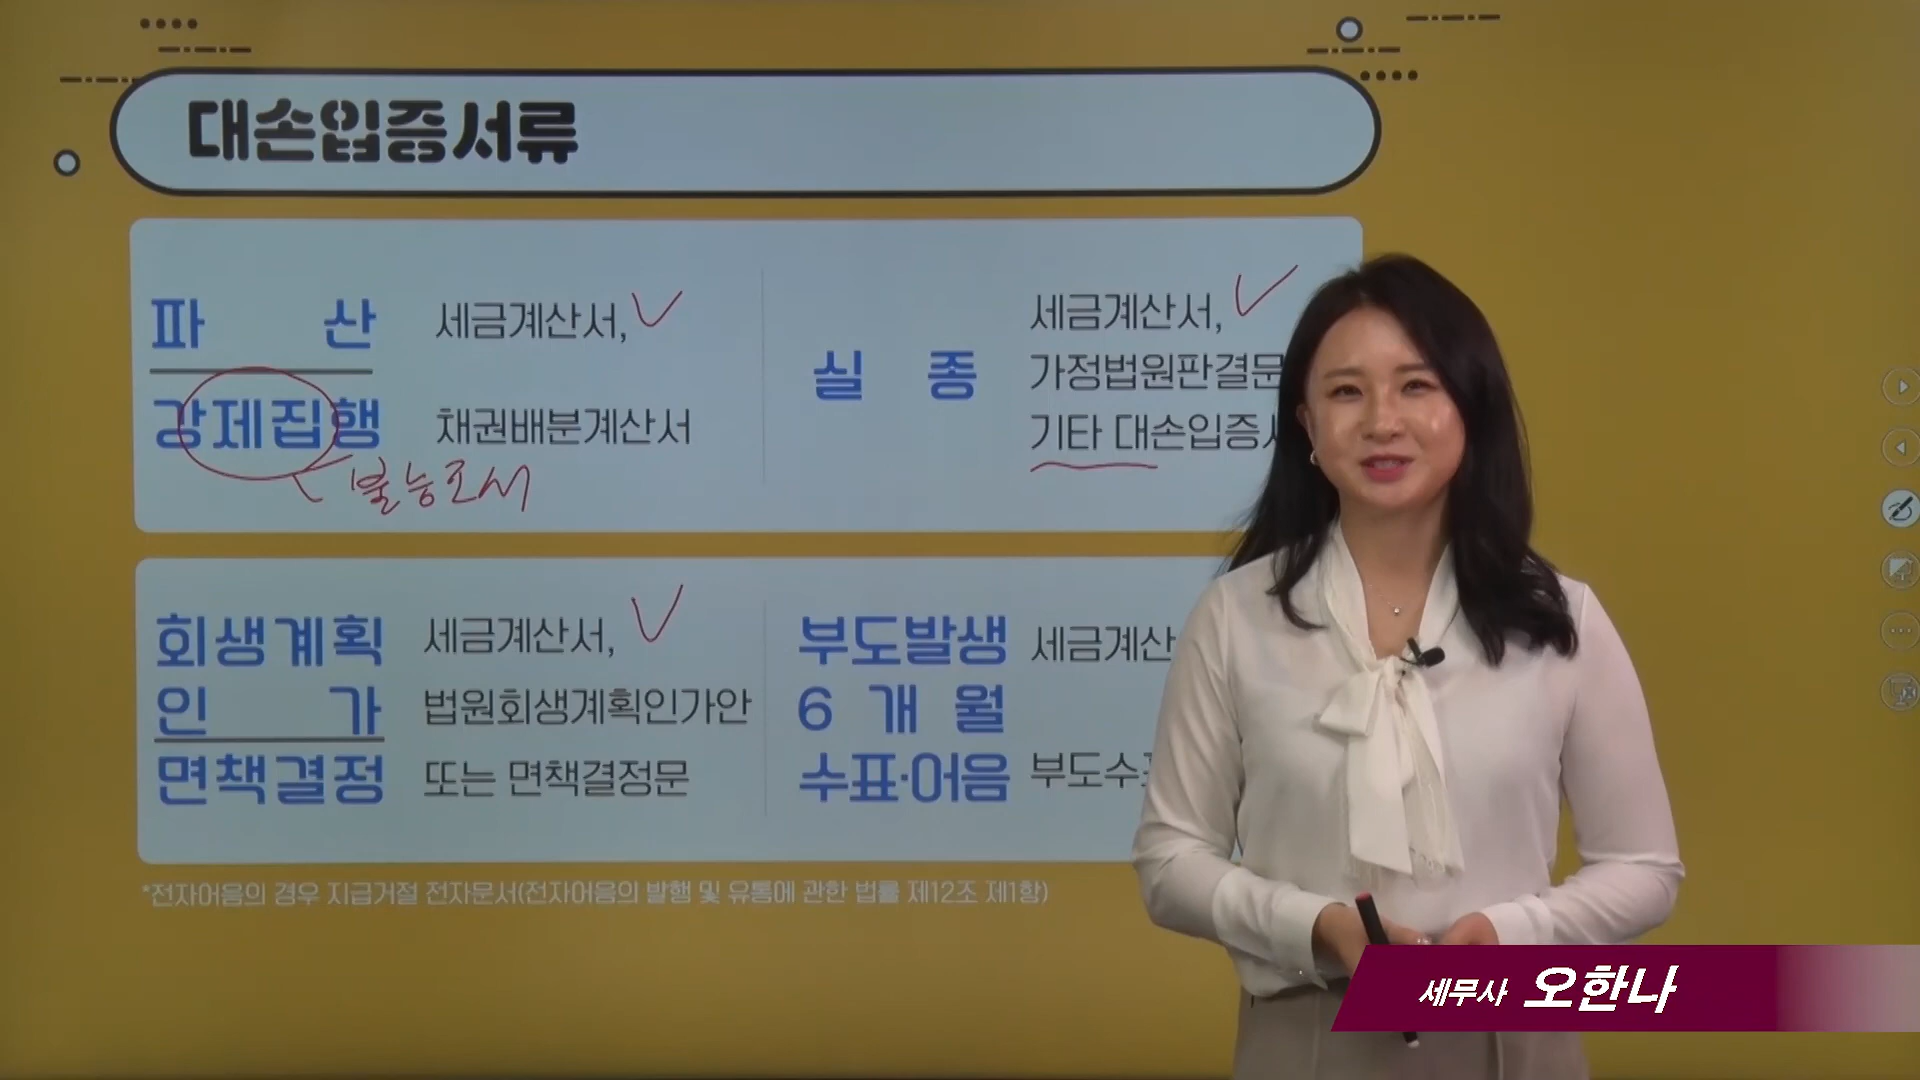 대손입증서류
파 산
강제집행
세금계산서,
채권배분계산서
불능조서
실 종
세금계산서,
가정법원판결문
기타 대손입증
회생계획
인 가
면책결정
세금계산서,
법원회생계획인가안
또는 면책결정문
부도발생
6 개 월
수표·어음
세금계산
부도수
*전자어음의 경우 지급거절 전자문서(전자어음의 발행 및 유통에 관한 법률 제12조 제1항)
세무사 오한나